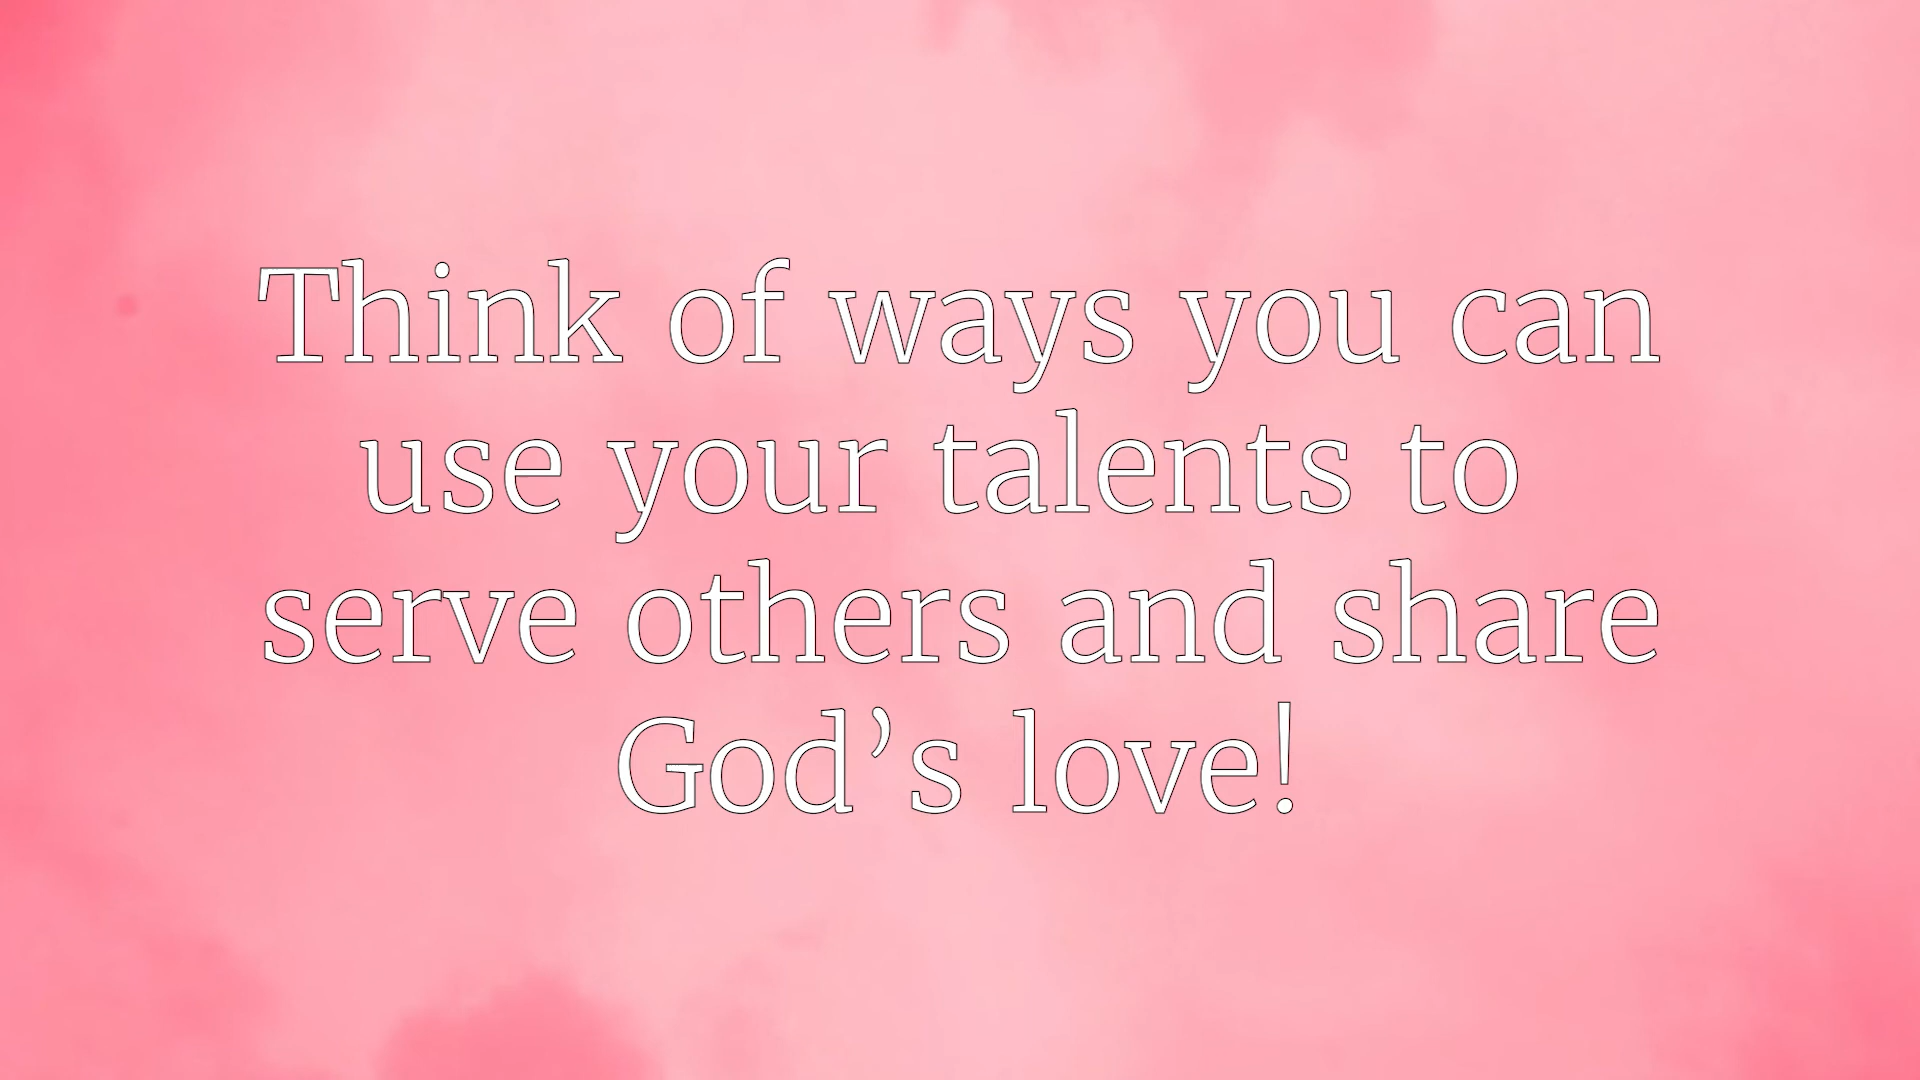 Think of ways you can
use your talents to
serve others and share
God’s love!